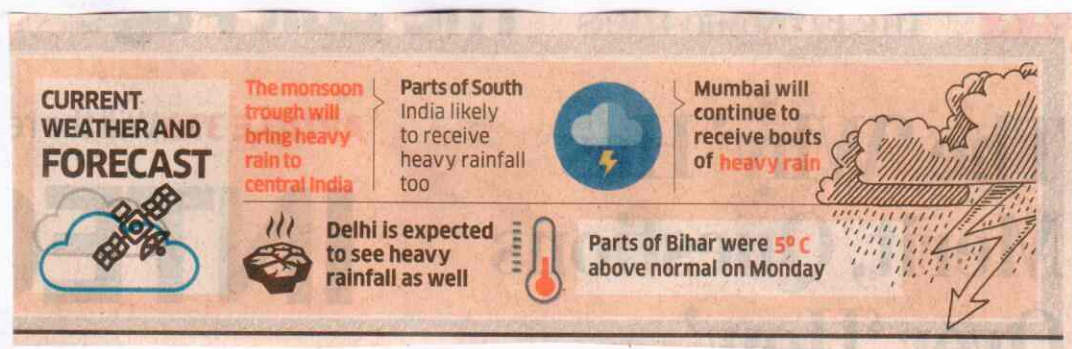 CURRENT
WEATHER AND
FORECAST
The monsoon
trough will
bring heavy
rain to
central India
Parts of South
India likely
to receive
heavy rainfall
too
Mumbai will
continue to
receive bouts
of heavy rain
Delhi is expected
to see heavy
rainfall as well
Parts of Bihar were 5º C
above normal on Monday